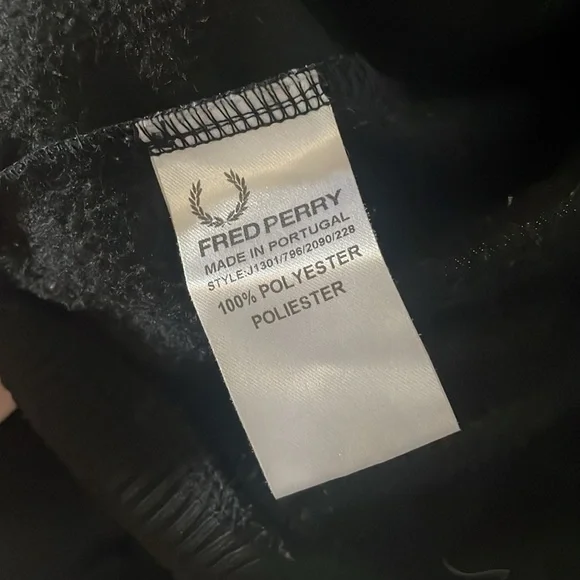 FRED PERRY
MADE IN PORTUGAL
STYLE:J1301/796/2090/228
100% POLYESTER
POLIESTER